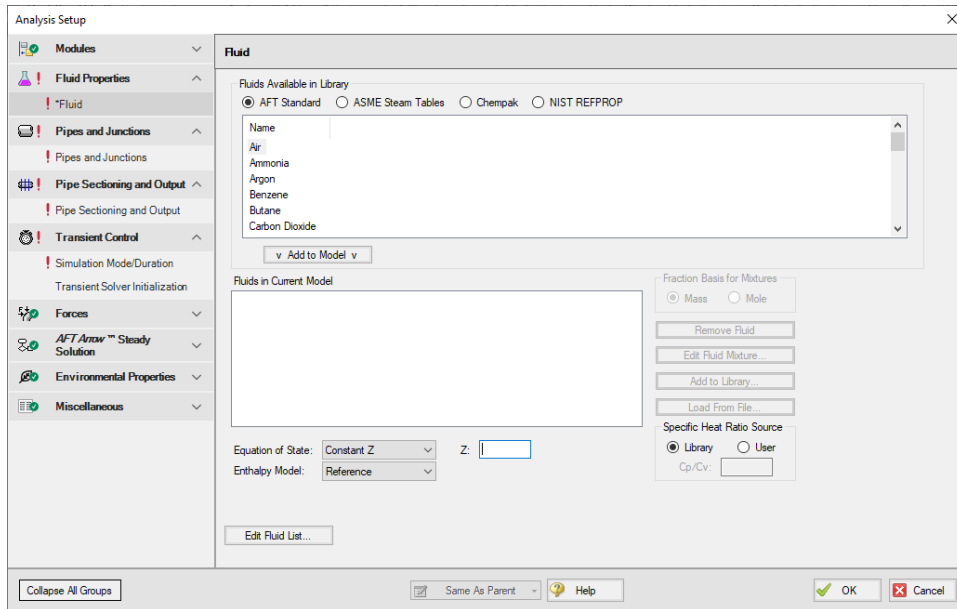 Analysis Setup
Modules
Fluid Properties
*Fluid
Pipes and Junctions
Pipes and Junctions
Pipe Sectioning and Output
Pipe Sectioning and Output
Transient Control
Simulation Mode/Duration
Transient Solver Initialization
Forces
AFT Arrow ™ Steady
Solution
Environmental Properties
Miscellaneous
Collapse All Groups
Fluid
Fluids Available in Library
AFT Standard ASME Steam Tables Chempak NIST REFPROP
Name
Air
Ammonia
Argon
Benzene
Butane
Carbon Dioxide
v Add to Model v
Fluids in Current Model
Fraction Basis for Mixtures
Mass Mole
Remove Fluid
Edit Fluid Mixture...
Add to Library...
Load From File...
Specific Heat Ratio Source
Library User
Cp/Cv:
Equation of State: Constant Z Z:
Enthalpy Model: Reference
Edit Fluid List...
Same As Parent Help OK Cancel